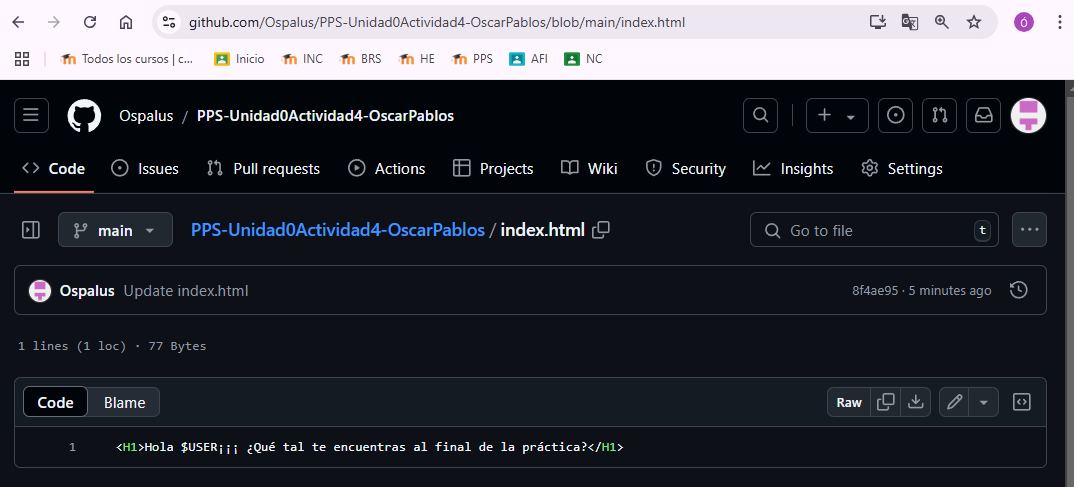 github.com/Ospalus/PPS-Unidad0Actividad4-OscarPablos/blob/main/index.html
Ó
Todos los cursos | c... Inicio INC BRS HE PPS AFI NC
Ospalus / PPS-Unidad0Actividad4-OscarPablos
Code Issues Pull requests Actions Projects Wiki Security Insights Settings
main PPS-Unidad0Actividad4-OscarPablos / index.html Go to file t
Ospalus Update index.html 8f4ae95 · 5 minutes ago
1 lines (1 loc) · 77 Bytes
Code Blame Raw
1 <H1>Hola $USER¡¡¡ ¿Qué tal te encuentras al final de la práctica?</H1>